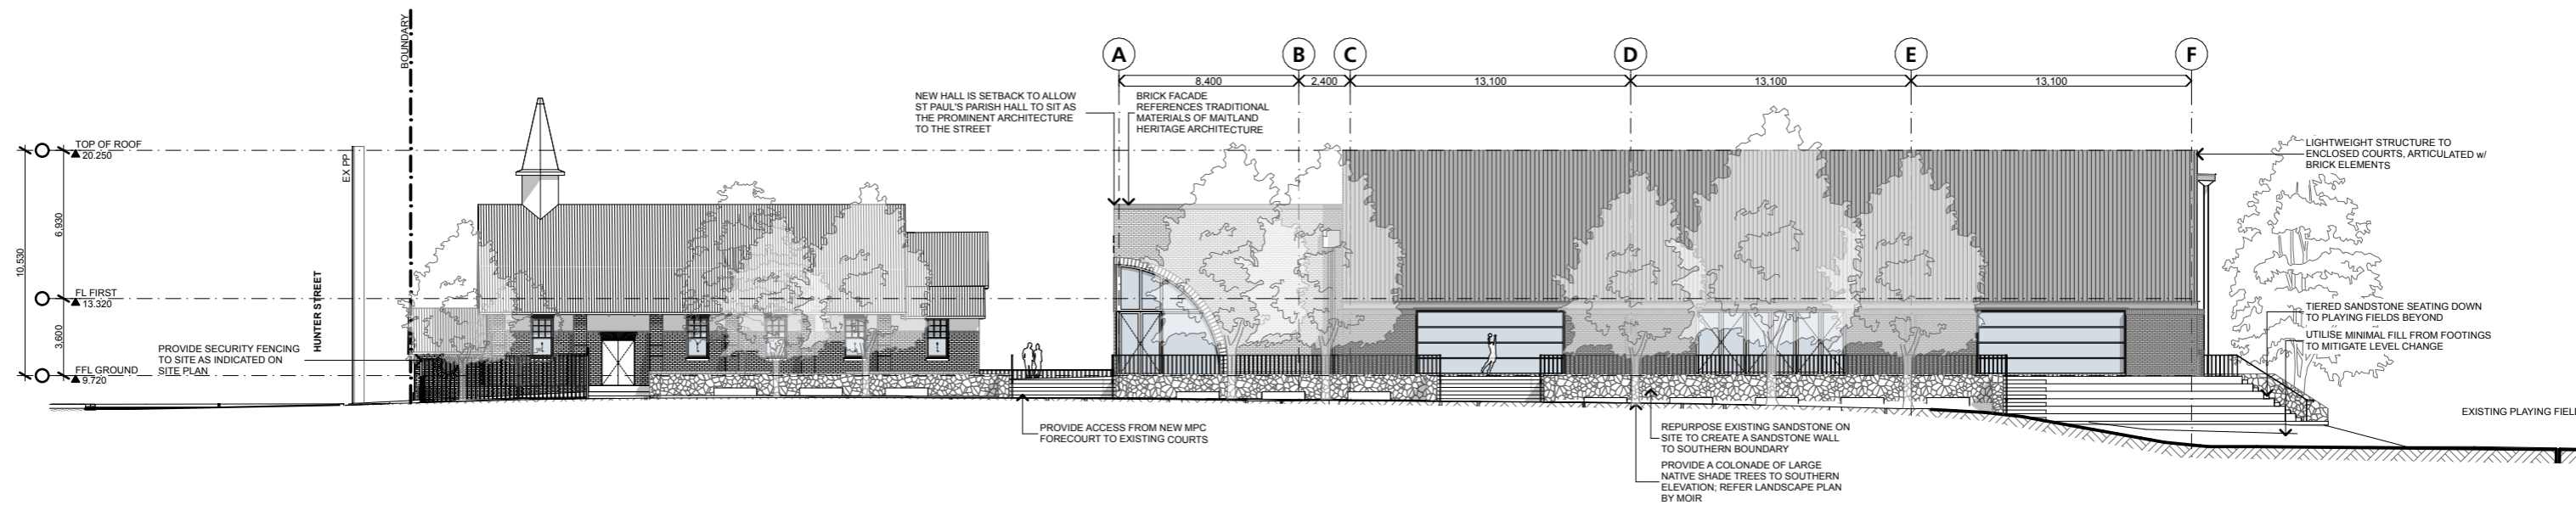 BOUNDARY
A
B
C
D
E
F
8,400
2,400
13,100
13,100
13,100
NEW HALL IS SETBACK TO ALLOW
ST PAUL'S PARISH HALL TO SIT AS
THE PROMINENT ARCHITECTURE
TO THE STREET
BRICK FACADE
REFERENCES TRADITIONAL
MATERIALS OF MAITLAND
HERITAGE ARCHITECTURE
TOP OF ROOF
20.250
EX PP
LIGHTWEIGHT STRUCTURE TO
ENCLOSED COURTS, ARTICULATED w/
BRICK ELEMENTS
6,930
10,530
FL FIRST
13.320
HUNTER STREET
3,600
TIERED SANDSTONE SEATING DOWN
TO PLAYING FIELDS BEYOND
UTILISE MINIMAL FILL FROM FOOTINGS
TO MITIGATE LEVEL CHANGE
PROVIDE SECURITY FENCING
TO SITE AS INDICATED ON
SITE PLAN
FFL GROUND
9.720
EXISTING PLAYING FIEL
PROVIDE ACCESS FROM NEW MPC
FORECOURT TO EXISTING COURTS
REPURPOSE EXISTING SANDSTONE ON
SITE TO CREATE A SANDSTONE WALL
TO SOUTHERN BOUNDARY
PROVIDE A COLONADE OF LARGE
NATIVE SHADE TREES TO SOUTHERN
ELEVATION; REFER LANDSCAPE PLAN
BY MOIR